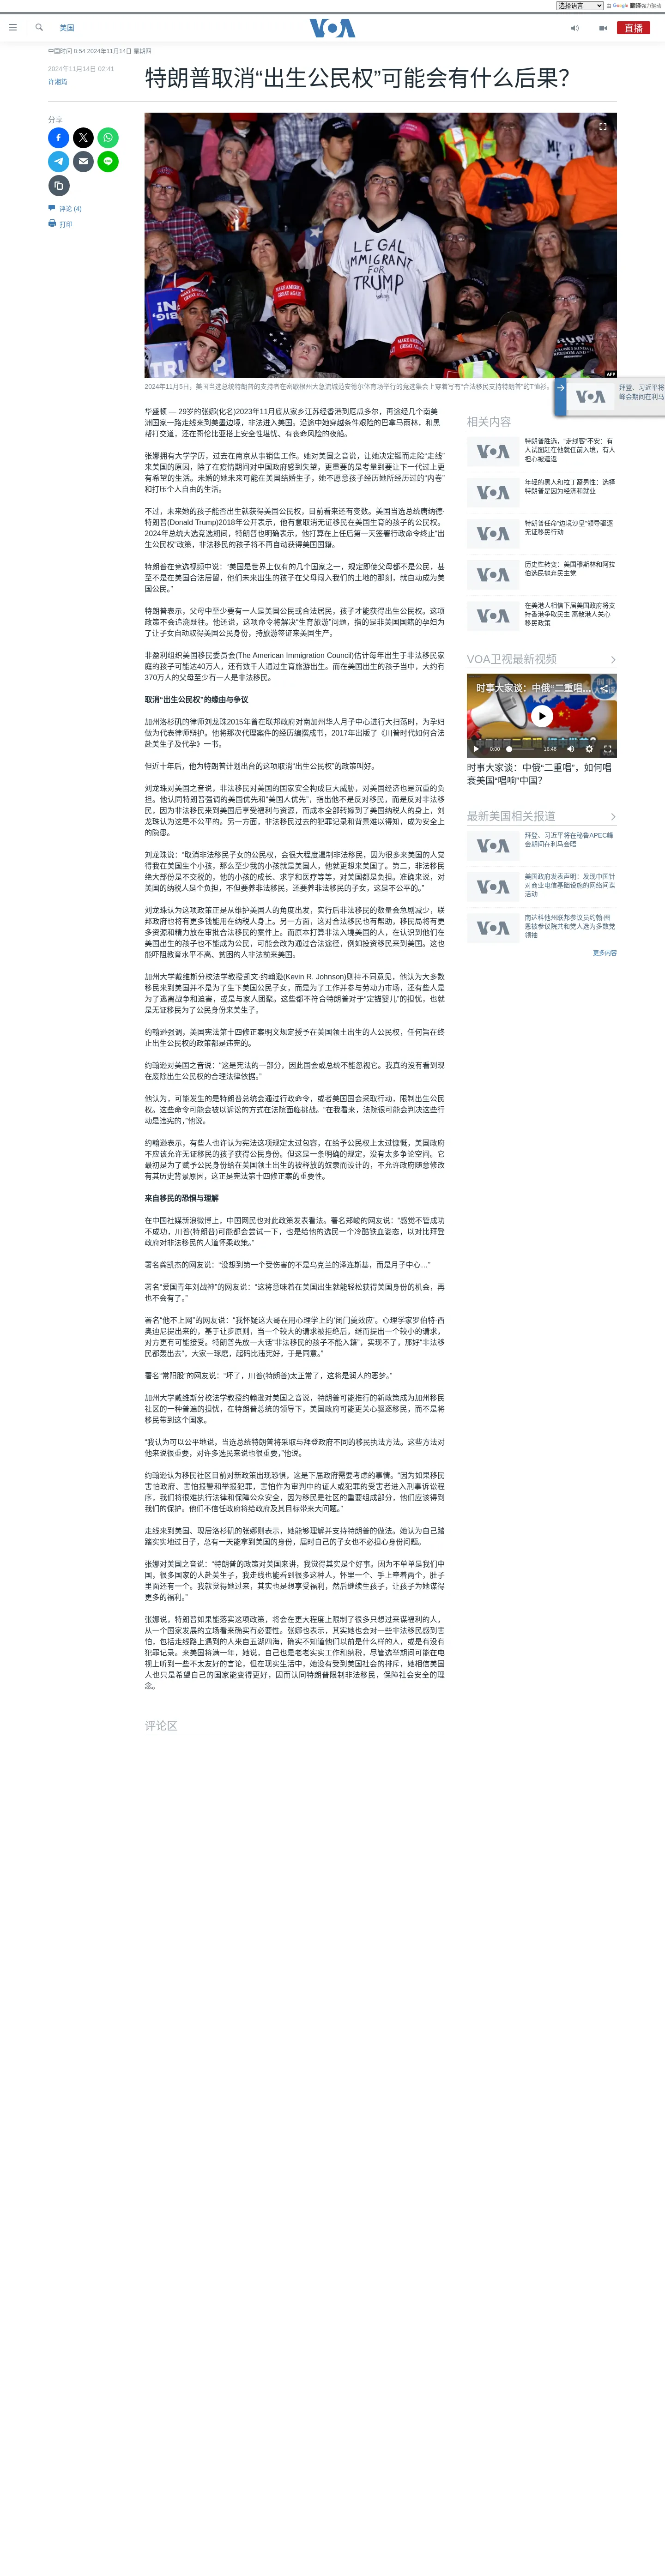 选择语言
由 Google 翻译强力驱动
美国
VOA
直播
中国时间 8:54 2024年11月14日 星期四
2024年11月14日 02:41
许湘筠
特朗普取消“出生公民权”可能会有什么后果？
分享
评论 (4)
打印
LEGAL
IMMIGRANT
FOR
TRUMP
MAKE AMERICA
GREAT AGAIN
AFP
2024年11月5日，美国当选总统特朗普的支持者在密歇根州大急流城范安德尔体育场举行的竞选集会上穿着写有“合法移民支持特朗普”的T恤衫。
拜登、习近平将
峰会期间在利马
华盛顿 — 29岁的张娜(化名)2023年11月底从家乡江苏经香港到厄瓜多尔，再途经几个南美
洲国家一路走线来到美墨边境，非法进入美国。沿途中她穿越条件艰险的巴拿马雨林，和黑
帮打交道，还在哥伦比亚搭上安全性堪忧、有丧命风险的夜船。
张娜拥有大学学历，过去在南京从事销售工作。她对美国之音说，让她决定铤而走险“走线”
来美国的原因，除了在疫情期间对中国政府感到失望，更重要的是考量到要让下一代过上更
有希望的生活。未婚的她未来可能在美国结婚生子，她不愿意孩子经历她所经历过的“内卷”
和打压个人自由的生活。
不过，未来她的孩子能否出生就获得美国公民权，目前看来还有变数。美国当选总统唐纳德·
特朗普(Donald Trump)2018年公开表示，他有意取消无证移民在美国生育的孩子的公民权。
2024年总统大选竞选期间，特朗普也明确表示，他打算在上任后第一天签署行政命令终止“出
生公民权”政策，非法移民的孩子将不再自动获得美国国籍。
特朗普在竞选视频中说：“美国是世界上仅有的几个国家之一，规定即使父母都不是公民，甚
至不是在美国合法居留，他们未来出生的孩子在父母闯入我们的土地的那刻，就自动成为美
国公民。”
特朗普表示，父母中至少要有一人是美国公民或合法居民，孩子才能获得出生公民权。这项
政策不会追溯既往。他还说，这项命令将解决“生育旅游”问题，指的是非美国国籍的孕妇为
了让子女自动取得美国公民身份，持旅游签证来美国生产。
非盈利组织美国移民委员会(The American Immigration Council)估计每年出生于非法移民家
庭的孩子可能达40万人，还有数千人通过生育旅游出生。而在美国出生的孩子当中，大约有
370万人的父母至少有一人是非法移民。
取消“出生公民权”的缘由与争议
加州洛杉矶的律师刘龙珠2015年曾在联邦政府对南加州华人月子中心进行大扫荡时，为孕妇
做为代表律师辩护。他将那次代理案件的经历编撰成书，2017年出版了《川普时代如何合法
赴美生子及代孕》一书。
但近十年后，他为特朗普计划出台的这项取消“出生公民权”的政策叫好。
刘龙珠对美国之音说，非法移民对美国的国家安全构成巨大威胁，对美国经济也是沉重的负
担。他认同特朗普强调的美国优先和“美国人优先”，指出他不是反对移民，而是反对非法移
民，因为非法移民来到美国后享受福利与资源，而成本全部转嫁到了美国纳税人的身上，刘
龙珠认为这是不公平的。另一方面，非法移民过去的犯罪记录和背景难以得知，成为安全上
的隐患。
刘龙珠说：“取消非法移民子女的公民权，会很大程度遏制非法移民，因为很多来美国的人觉
得我在美国生个小孩，那么至少我的小孩就是美国人，他就更想来美国了。第二，非法移民
绝大部份是不交税的，他的小孩的成长、求学和医疗等等，对美国都是负担。准确来说，对
美国的纳税人是个负担，不但要养非法移民，还要养非法移民的子女，这是不公平的。”
刘龙珠认为这项政策正是从维护美国人的角度出发，实行后非法移民的数量会急剧减少，联
邦政府也将有更多钱能用在纳税人身上。另一方面，对想要合法移民也有帮助，移民局将有更
多资源和精力放在审批合法移民的案件上。而原本打算非法入境美国的人，在认识到他们在
美国出生的孩子也不能成为公民，可能会改为通过合法途径，例如投资移民来到美国。这也
能吓阻教育水平不高、贫困的人非法前来美国。
加州大学戴维斯分校法学教授凯文·约翰逊(Kevin R. Johnson)则持不同意见，他认为大多数
移民来到美国并不是为了生下美国公民子女，而是为了工作并参与劳动力市场，还有些人是
为了逃离战争和迫害，或是与家人团聚。这些都不符合特朗普对于“定锚婴儿”的担忧，也就
是无证移民为了公民身份来美生子。
约翰逊强调，美国宪法第十四修正案明文规定授予在美国领土出生的人公民权，任何旨在终
止出生公民权的政策都是违宪的。
约翰逊对美国之音说：“这是宪法的一部分，因此国会或总统不能忽视它。我真的没有看到现
在废除出生公民权的合理法律依据。”
他认为，可能发生的是特朗普总统会通过行政命令，或者美国国会采取行动，限制出生公民
权。这些命令可能会被以诉讼的方式在法院面临挑战。“在我看来，法院很可能会判决这些行
动是违宪的，”他说。
约翰逊表示，有些人也许认为宪法这项规定太过包容，在给予公民权上太过慷慨，美国政府
不应该允许无证移民的孩子获得公民身份。但这是一条明确的规定，没有太多争论空间。它
最初是为了赋予公民身份给在美国领土出生的被释放的奴隶而设计的，不允许政府随意修改
有其历史背景原因，这正是宪法第十四修正案的重要性。
来自移民的恐惧与理解
在中国社媒新浪微博上，中国网民也对此政策发表看法。署名郑峻的网友说：“感觉不管成功
不成功，川普(特朗普)可能都会尝试一下，也是给他的选民一个冷酷铁血姿态，以对比拜登
政府对非法移民的人道怀柔政策。”
署名龚凯杰的网友说：“没想到第一个受伤害的不是乌克兰的泽连斯基，而是月子中心…”
署名“爱国青年刘战神”的网友说：“这将意味着在美国出生就能轻松获得美国身份的机会，再
也不会有了。”
署名“他不上网”的网友说：“我怀疑这大哥在用心理学上的‘闭门羹效应’。心理学家罗伯特·西
奥迪尼提出来的，基于让步原则，当一个较大的请求被拒绝后，继而提出一个较小的请求，
对方更有可能接受。特朗普先放一大话“非法移民的孩子不能入籍”，实现不了，那好“非法移
民都轰出去”，大家一琢磨，起码比违宪好，于是同意。”
署名“常阳股”的网友说：“坏了，川普(特朗普)太正常了，这将是润人的恶梦。”
加州大学戴维斯分校法学教授约翰逊对美国之音说，特朗普可能推行的新政策成为加州移民
社区的一种普遍的担忧，在特朗普总统的领导下，美国政府可能更关心驱逐移民，而不是将
移民带到这个国家。
“我认为可以公平地说，当选总统特朗普将采取与拜登政府不同的移民执法方法。这些方法对
他来说很重要，对许多选民来说也很重要，”他说。
约翰逊认为移民社区目前对新政策出现恐惧，这是下届政府需要考虑的事情。“因为如果移民
害怕政府、害怕报警和举报犯罪，害怕作为审判中的证人或犯罪的受害者进入刑事诉讼程
序，我们将很难执行法律和保障公众安全，因为移民是社区的重要组成部分，他们应该得到
我们的保护。他们不信任政府将给政府及其目标带来大问题。”
走线来到美国、现居洛杉矶的张娜则表示，她能够理解并支持特朗普的做法。她认为自己踏
踏实实地过日子，总有一天能拿到美国的身份，届时自己的子女也不必担心身份问题。
张娜对美国之音说：“特朗普的政策对美国来讲，我觉得其实是个好事。因为不单单是我们中
国，很多国家的人赴美生子，我走线也能看到很多这种人，怀里一个、手上牵着两个，肚子
里面还有一个。我就觉得她过来，其实也是想享受福利，然后继续生孩子，让孩子为她谋得
更多的福利。”
张娜说，特朗普如果能落实这项政策，将会在更大程度上限制了很多只想过来谋福利的人，
从一个国家发展的立场看来确实有必要性。张娜也表示，其实她也会对一些非法移民感到害
怕，包括走线路上遇到的人来自五湖四海，确实不知道他们以前是什么样的人，或是有没有
犯罪记录。来美国将满一年，她说，自己也是老老实实工作和纳税，尽管选举期间可能在电
视上听到一些不太友好的言论，但在现实生活中，她没有受到美国社会的排斥，她相信美国
人也只是希望自己的国家能变得更好，因而认同特朗普限制非法移民，保障社会安全的理
念。
评论区
相关内容
特朗普胜选，“走线客”不安：有
人试图赶在他就任前入境，有人
担心被遣返
年轻的黑人和拉丁裔男性：选择
特朗普是因为经济和就业
特朗普任命“边境沙皇”领导驱逐
无证移民行动
历史性转变：美国穆斯林和阿拉
伯选民抛弃民主党
在美港人相信下届美国政府将支
持香港争取民主 离散港人关心
移民政策
VOA卫视最新视频
时事大家谈：中俄“二重唱...
0:00
16:46
时事大家谈：中俄“二重唱”，如何唱
衰美国“唱响”中国？
最新美国相关报道
拜登、习近平将在秘鲁APEC峰
会期间在利马会晤
美国政府发表声明：发现中国针
对商业电信基础设施的网络间谍
活动
南达科他州联邦参议员约翰·图
恩被参议院共和党人选为多数党
领袖
更多内容